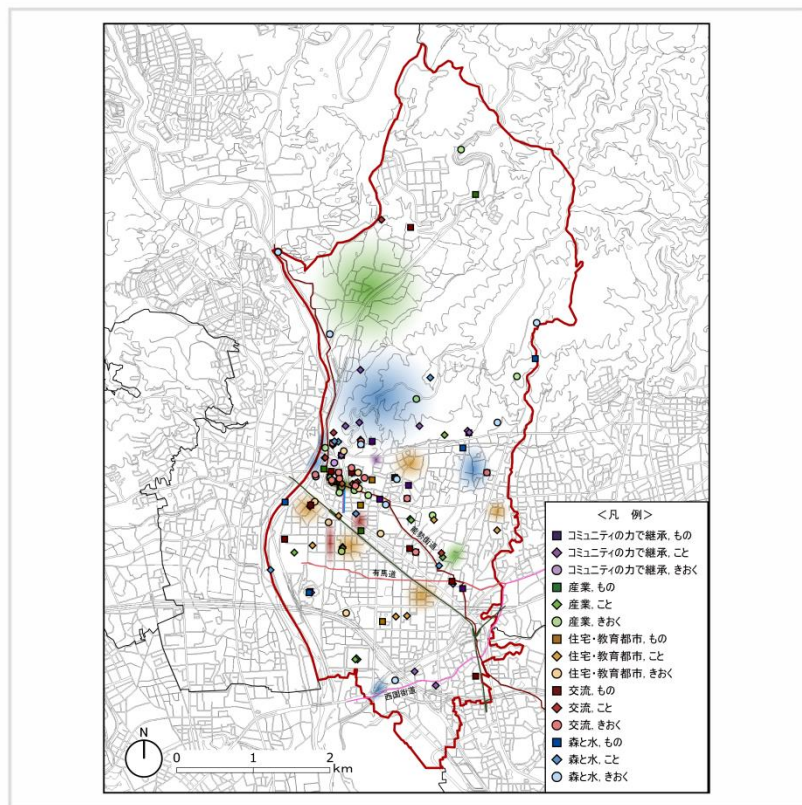 能勢街道
有馬道
西国街道
N
0 1 2
km
<凡 例>
コミュニティの力で継承, もの
コミュニティの力で継承, こと
コミュニティの力で継承, きおく
産業, もの
産業, こと
産業, きおく
住宅・教育都市, もの
住宅・教育都市, こと
住宅・教育都市, きおく
交流, もの
交流, こと
交流, きおく
森と水, もの
森と水, こと
森と水, きおく